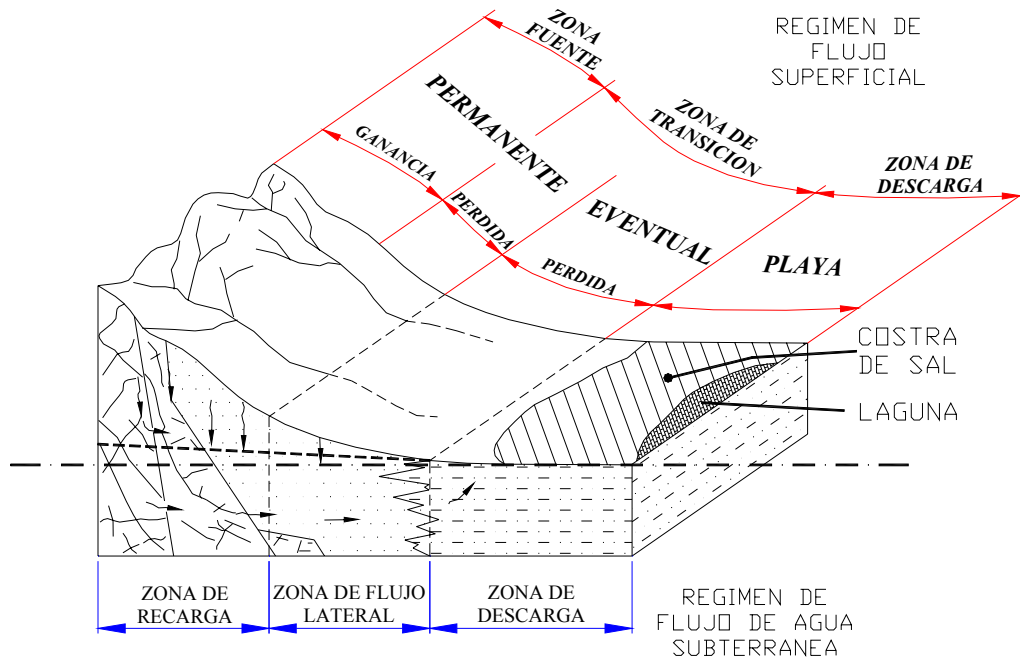 REGIMEN DE
FLUJO
SUPERFICIAL
ZONA
FUENTE
ZONA DE
TRANSICION
ZONA DE
DESCARGA
PERMANENTE
EVENTUAL
PLAYA
GANANCIA
PERDIDA
PERDIDA
COSTRA
DE SAL
LAGUNA
ZONA DE
RECARGA
ZONA DE FLUJO
LATERAL
ZONA DE
DESCARGA
REGIMEN DE
FLUJO DE AGUA
SUBTERRANEA